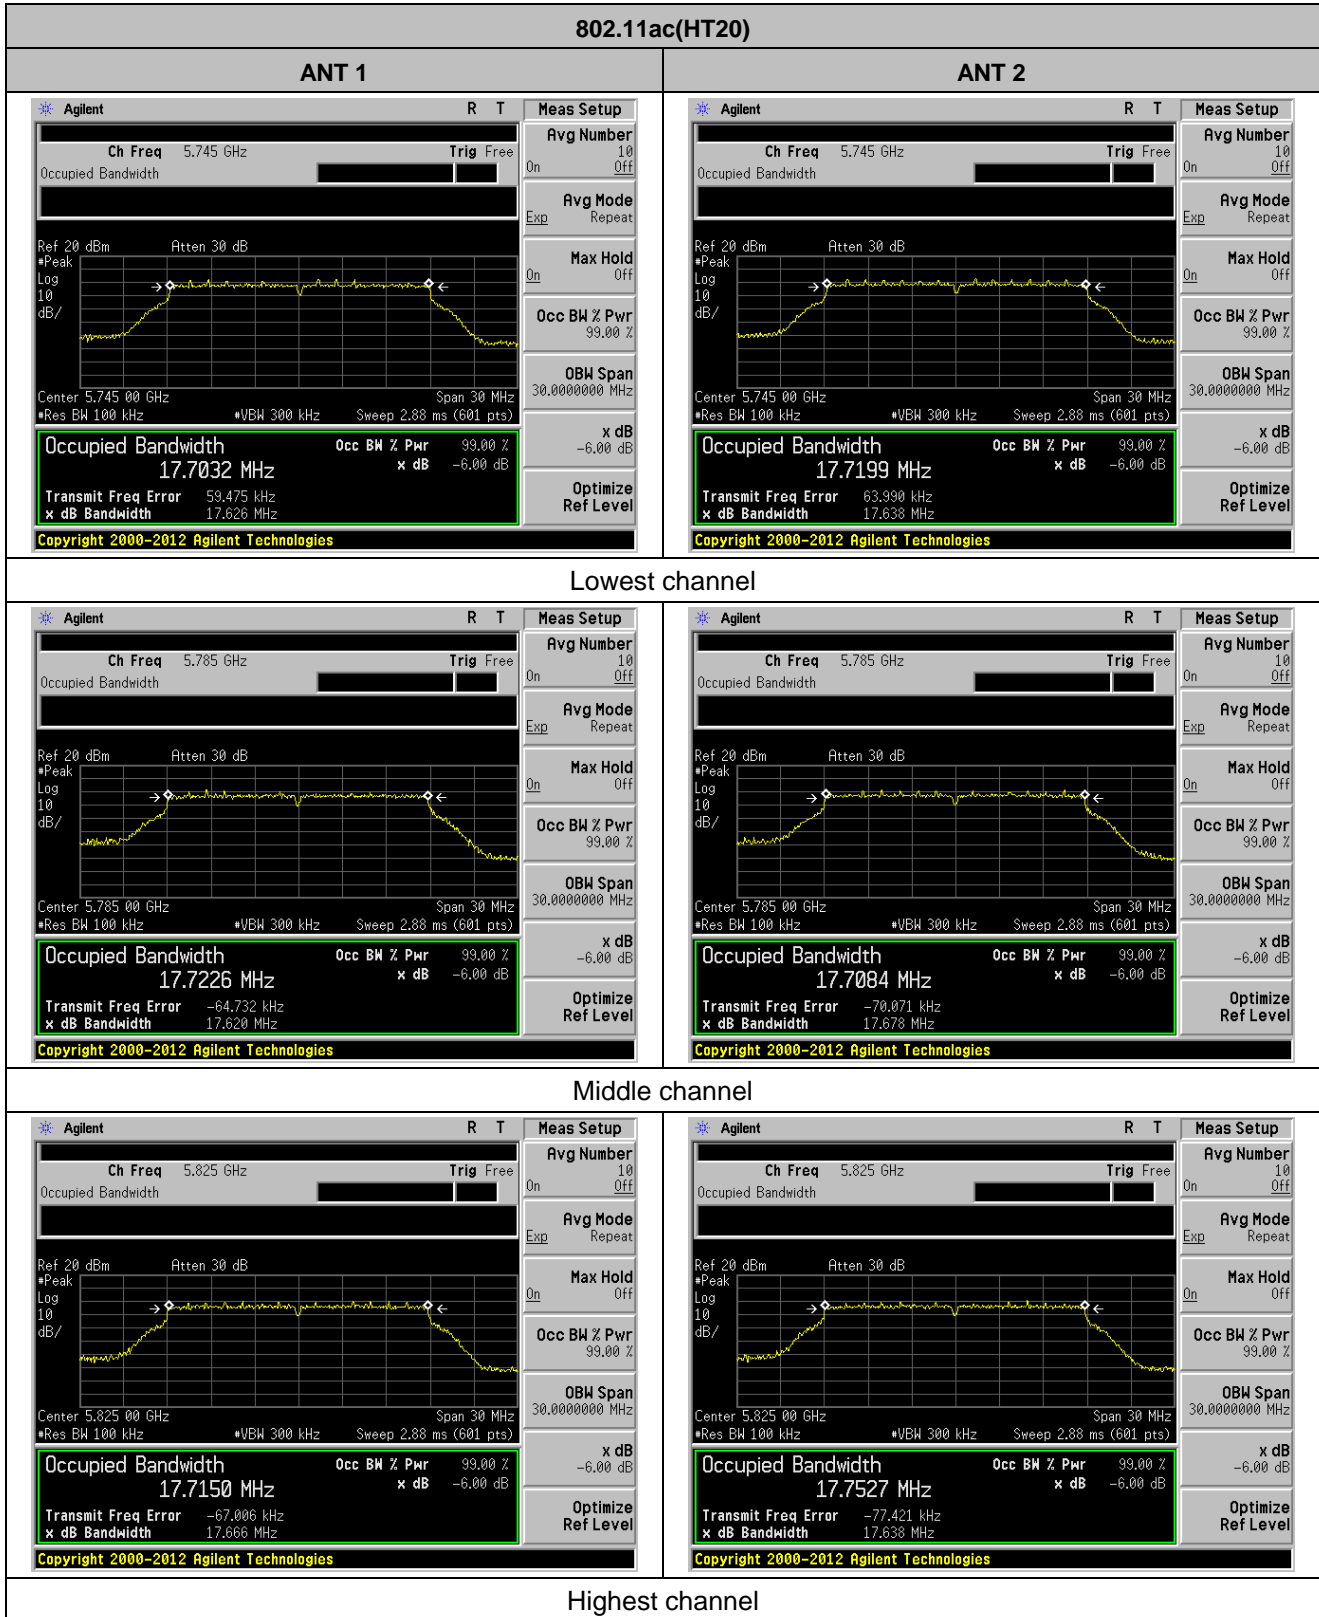 802.11ac(HT20)
ANT 1
ANT 2
Agilent R T Meas Setup
Ch Freq 5.745 GHz Trig Free
Occupied Bandwidth
Avg Number
10
On Off
Avg Mode
Exp Repeat
Max Hold
On Off
Occ BW % Pwr
99.00 %
OBW Span
30.0000000 MHz
x dB
-6.00 dB
Optimize
Ref Level
Ref 20 dBm Atten 30 dB
#Peak
Log
10
dB/
Center 5.745 00 GHz Span 30 MHz
#Res BW 100 kHz #VBW 300 kHz Sweep 2.88 ms (601 pts)
Occupied Bandwidth Occ BW % Pwr 99.00 %
17.7032 MHz x dB -6.00 dB
Transmit Freq Error 59.475 kHz
x dB Bandwidth 17.626 MHz
Copyright 2000-2012 Agilent Technologies
Agilent R T Meas Setup
Ch Freq 5.745 GHz Trig Free
Occupied Bandwidth
Avg Number
10
On Off
Avg Mode
Exp Repeat
Max Hold
On Off
Occ BW % Pwr
99.00 %
OBW Span
30.0000000 MHz
x dB
-6.00 dB
Optimize
Ref Level
Ref 20 dBm Atten 30 dB
#Peak
Log
10
dB/
Center 5.745 00 GHz Span 30 MHz
#Res BW 100 kHz #VBW 300 kHz Sweep 2.88 ms (601 pts)
Occupied Bandwidth Occ BW % Pwr 99.00 %
17.7199 MHz x dB -6.00 dB
Transmit Freq Error 63.990 kHz
x dB Bandwidth 17.638 MHz
Copyright 2000-2012 Agilent Technologies
Lowest channel
Agilent R T Meas Setup
Ch Freq 5.785 GHz Trig Free
Occupied Bandwidth
Avg Number
10
On Off
Avg Mode
Exp Repeat
Max Hold
On Off
Occ BW % Pwr
99.00 %
OBW Span
30.0000000 MHz
x dB
-6.00 dB
Optimize
Ref Level
Ref 20 dBm Atten 30 dB
#Peak
Log
10
dB/
Center 5.785 00 GHz Span 30 MHz
#Res BW 100 kHz #VBW 300 kHz Sweep 2.88 ms (601 pts)
Occupied Bandwidth Occ BW % Pwr 99.00 %
17.7226 MHz x dB -6.00 dB
Transmit Freq Error -64.732 kHz
x dB Bandwidth 17.620 MHz
Copyright 2000-2012 Agilent Technologies
Agilent R T Meas Setup
Ch Freq 5.785 GHz Trig Free
Occupied Bandwidth
Avg Number
10
On Off
Avg Mode
Exp Repeat
Max Hold
On Off
Occ BW % Pwr
99.00 %
OBW Span
30.0000000 MHz
x dB
-6.00 dB
Optimize
Ref Level
Ref 20 dBm Atten 30 dB
#Peak
Log
10
dB/
Center 5.785 00 GHz Span 30 MHz
#Res BW 100 kHz #VBW 300 kHz Sweep 2.88 ms (601 pts)
Occupied Bandwidth Occ BW % Pwr 99.00 %
17.7084 MHz x dB -6.00 dB
Transmit Freq Error -70.071 kHz
x dB Bandwidth 17.678 MHz
Copyright 2000-2012 Agilent Technologies
Middle channel
Agilent R T Meas Setup
Ch Freq 5.825 GHz Trig Free
Occupied Bandwidth
Avg Number
10
On Off
Avg Mode
Exp Repeat
Max Hold
On Off
Occ BW % Pwr
99.00 %
OBW Span
30.0000000 MHz
x dB
-6.00 dB
Optimize
Ref Level
Ref 20 dBm Atten 30 dB
#Peak
Log
10
dB/
Center 5.825 00 GHz Span 30 MHz
#Res BW 100 kHz #VBW 300 kHz Sweep 2.88 ms (601 pts)
Occupied Bandwidth Occ BW % Pwr 99.00 %
17.7150 MHz x dB -6.00 dB
Transmit Freq Error -67.006 kHz
x dB Bandwidth 17.666 MHz
Copyright 2000-2012 Agilent Technologies
Agilent R T Meas Setup
Ch Freq 5.825 GHz Trig Free
Occupied Bandwidth
Avg Number
10
On Off
Avg Mode
Exp Repeat
Max Hold
On Off
Occ BW % Pwr
99.00 %
OBW Span
30.0000000 MHz
x dB
-6.00 dB
Optimize
Ref Level
Ref 20 dBm Atten 30 dB
#Peak
Log
10
dB/
Center 5.825 00 GHz Span 30 MHz
#Res BW 100 kHz #VBW 300 kHz Sweep 2.88 ms (601 pts)
Occupied Bandwidth Occ BW % Pwr 99.00 %
17.7527 MHz x dB -6.00 dB
Transmit Freq Error -77.421 kHz
x dB Bandwidth 17.638 MHz
Copyright 2000-2012 Agilent Technologies
Highest channel